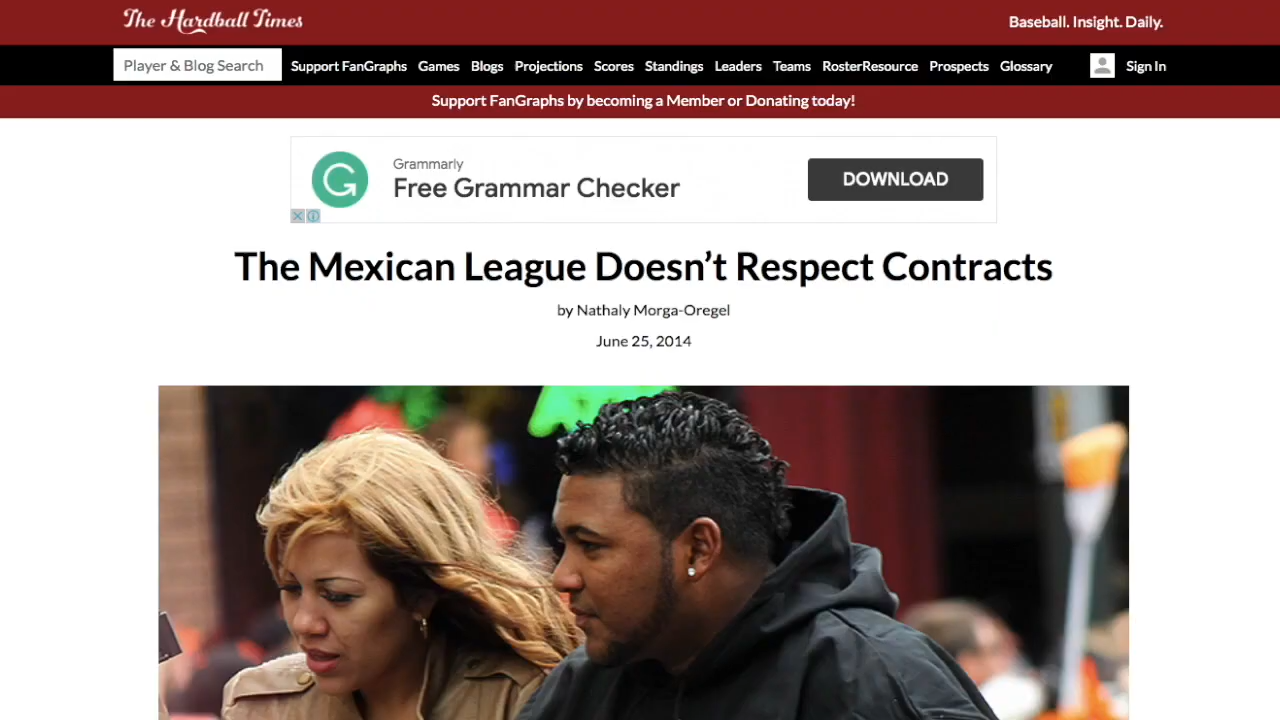 The Hardball Times
Baseball. Insight. Daily.
Player & Blog Search Support FanGraphs Games Blogs Projections Scores Standings Leaders Teams RosterResource Prospects Glossary Sign In
Support FanGraphs by becoming a Member or Donating today!
Grammarly
Free Grammar Checker
DOWNLOAD
The Mexican League Doesn’t Respect Contracts
by Nathaly Morga-Oregel
June 25, 2014